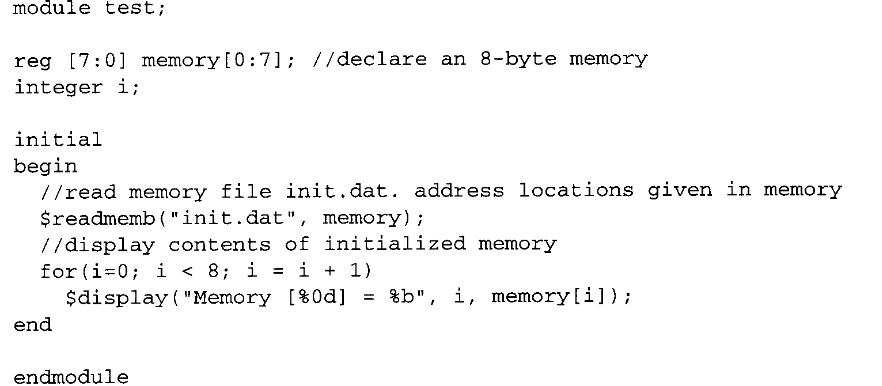 module test;
reg [7:0] memory[0:7]; //declare an 8-byte memory
integer i;
initial
begin
//read memory file init.dat. address locations given in memory
$readmemb("init.dat", memory);
//display contents of initialized memory
for(i=0; i < 8; i = i + 1)
$display("Memory [%0d] = %b", i, memory[i]);
end
endmodule